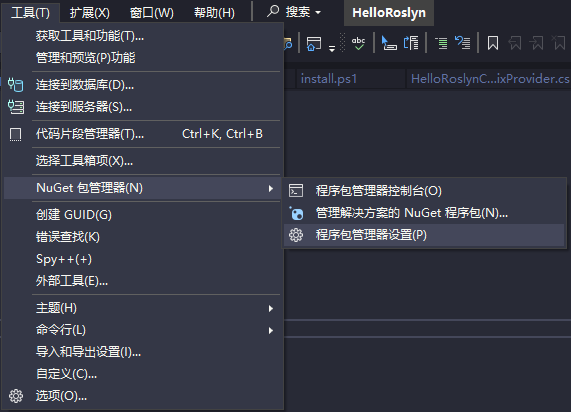 工具(T) 扩展(X) 窗口(W) 帮助(H) 搜索 HelloRoslyn
获取工具和功能(T)...
管理和预览(P)功能
install.ps1 HelloRoslynC...ixProvider.cs
连接到数据库(D)...
连接到服务器(S)...
代码片段管理器(T)... Ctrl+K, Ctrl+B
选择工具箱项(X)...
NuGet 包管理器(N)
程序包管理器控制台(O)
管理解决方案的 NuGet 程序包(N)...
程序包管理器设置(P)
创建 GUID(G)
错误查找(K)
Spy++(+)
外部工具(E)...
主题(H)
命令行(L)
导入和导出设置(I)...
自定义(C)...
选项(O)...